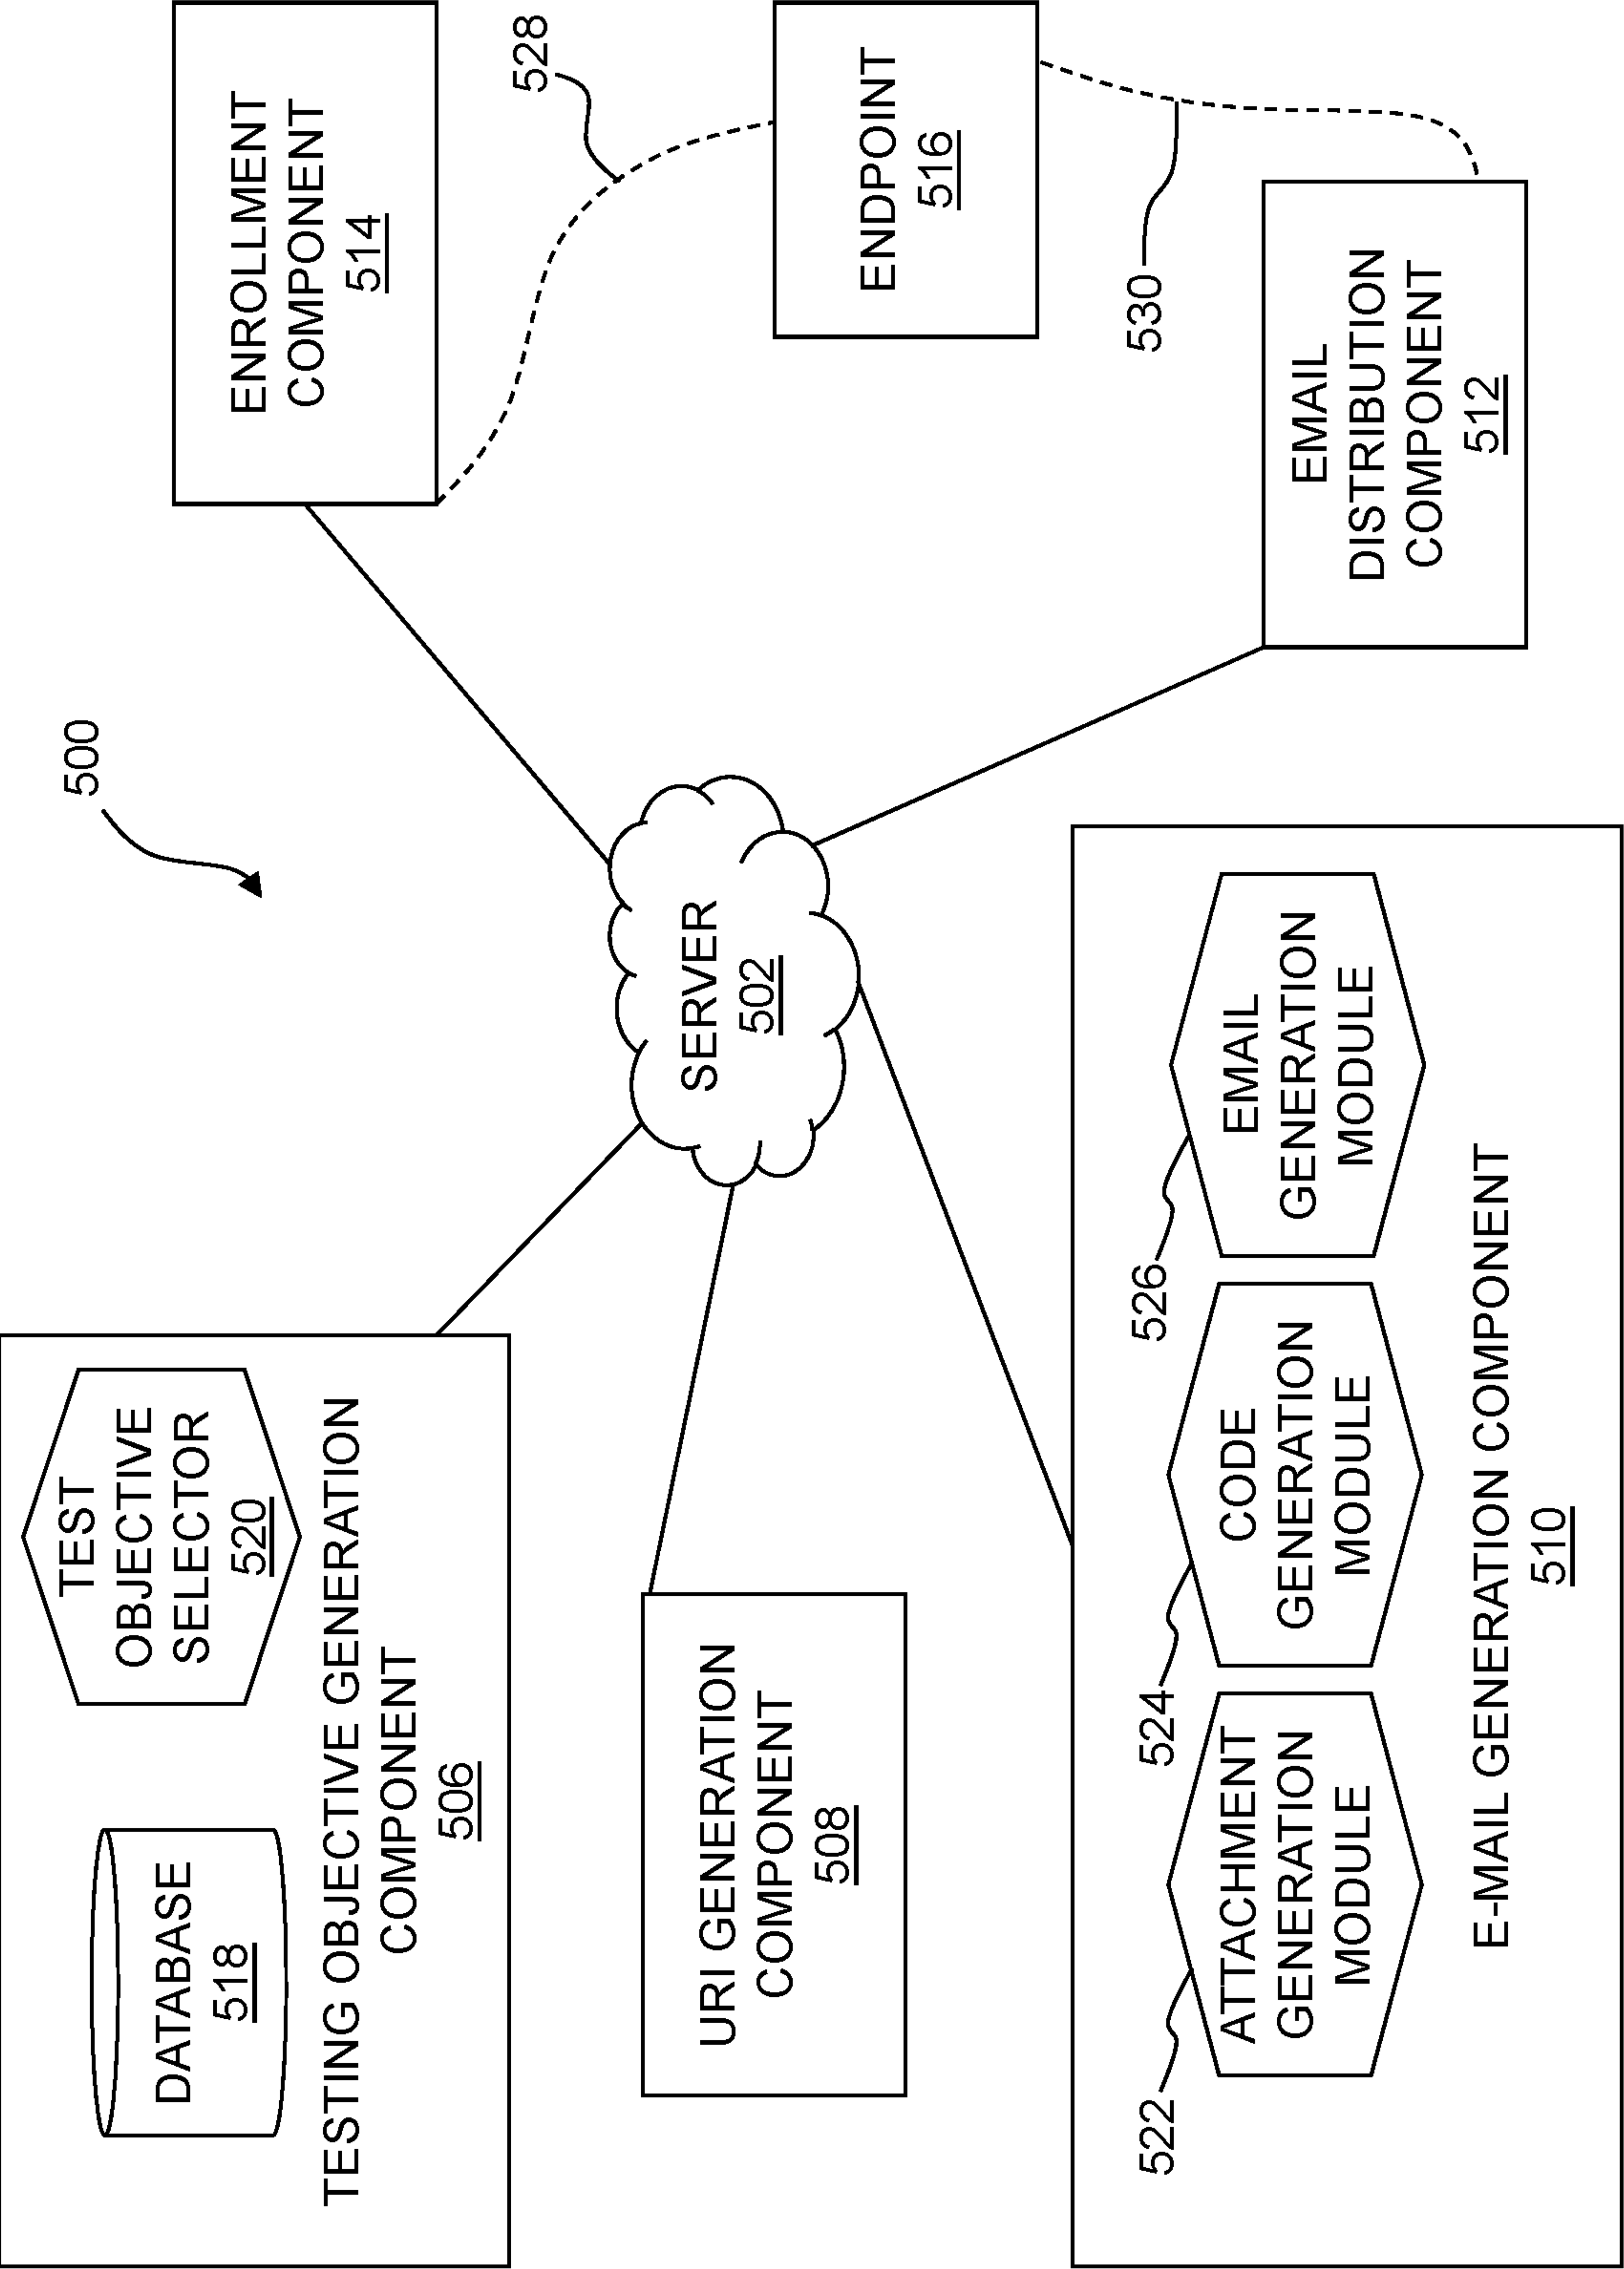 500
DATABASE
518
TEST
OBJECTIVE
SELECTOR
520
TESTING OBJECTIVE GENERATION
COMPONENT
506
ENROLLMENT
COMPONENT
514
528
URI GENERATION
COMPONENT
508
SERVER
502
ENDPOINT
516
530
522
ATTACHMENT
GENERATION
MODULE
524
CODE
GENERATION
MODULE
526
EMAIL
GENERATION
MODULE
E-MAIL GENERATION COMPONENT
510
EMAIL
DISTRIBUTION
COMPONENT
512